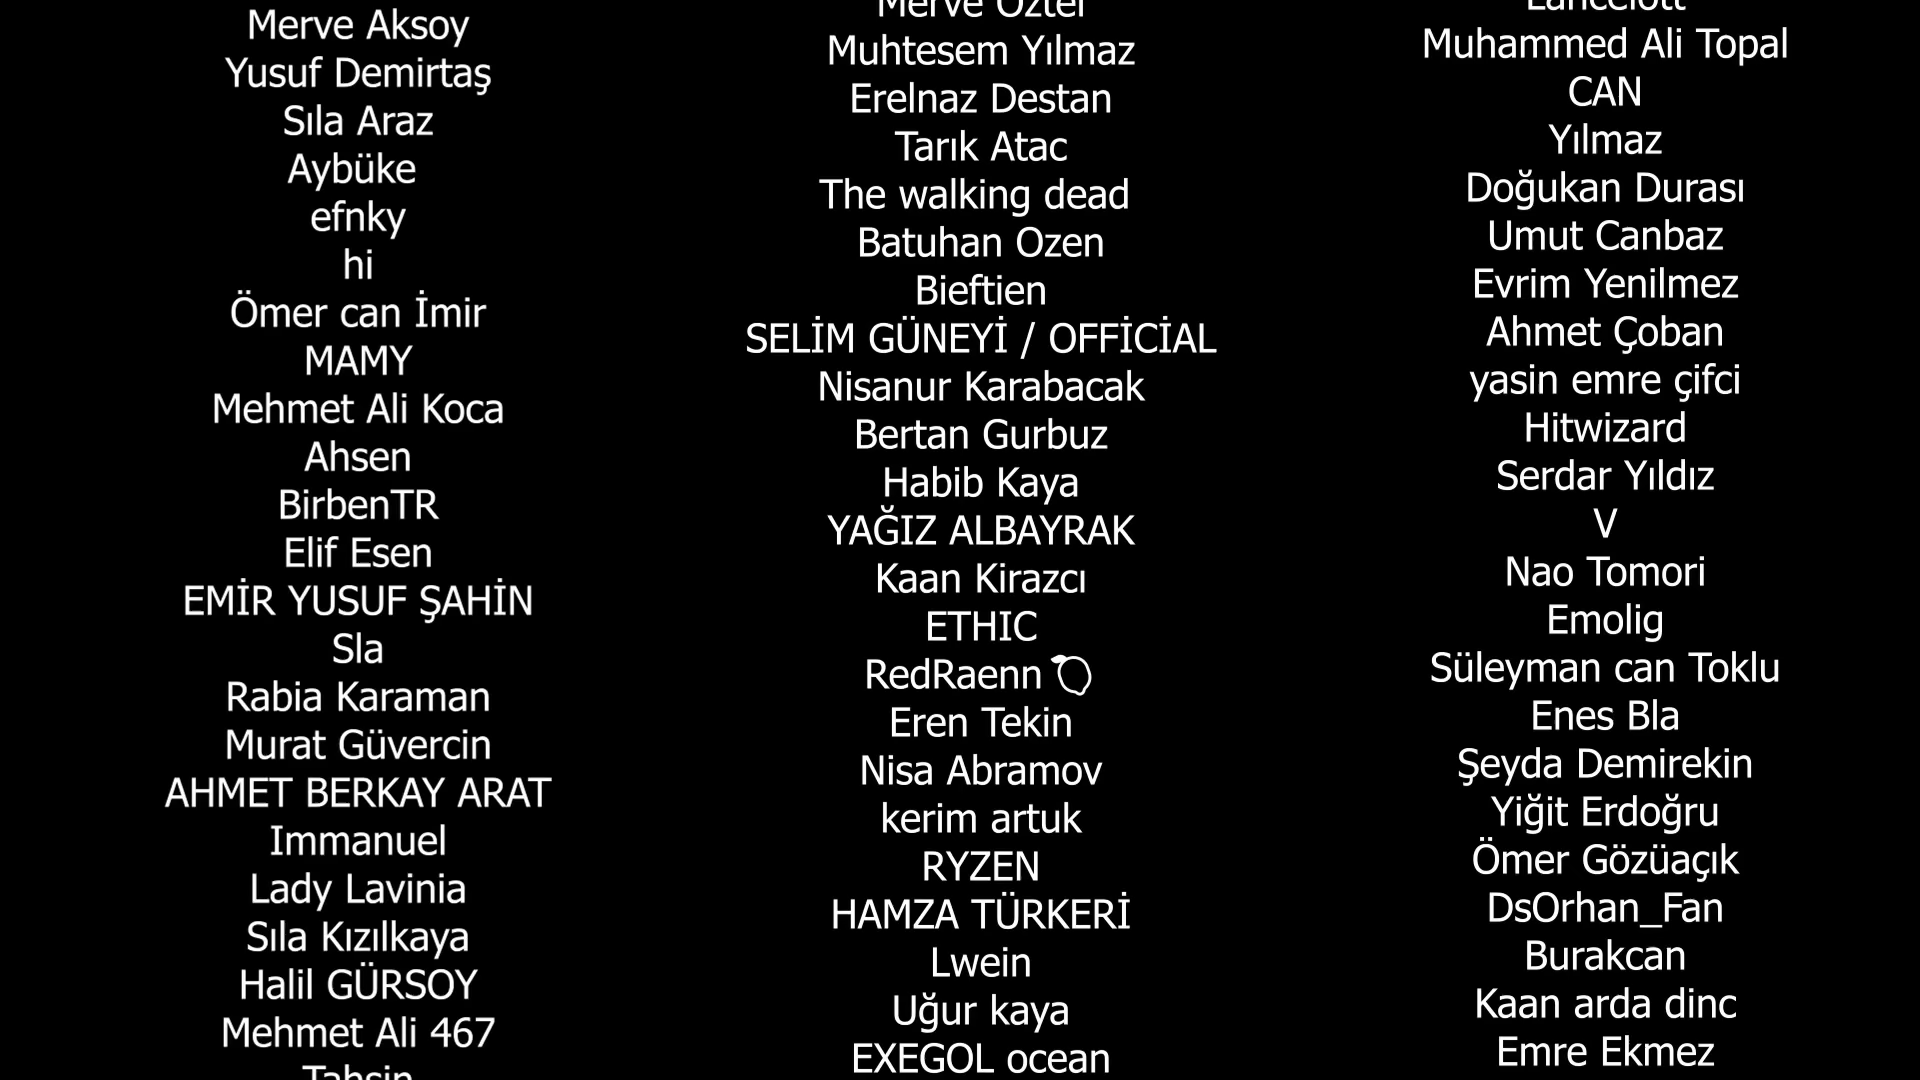 Merve Aksoy
Yusuf Demirtaş
Sıla Araz
Aybüke
efnky
hi
Ömer can İmir
MAMY
Mehmet Ali Koca
Ahsen
BirbenTR
Elif Esen
EMİR YUSUF ŞAHİN
Sla
Rabia Karaman
Murat Güvercin
AHMET BERKAY ARAT
Immanuel
Lady Lavinia
Sıla Kızılkaya
Halil GÜRSOY
Mehmet Ali 467
Tahsin
Merve Öztel
Muhtesem Yılmaz
Erelnaz Destan
Tarık Atac
The walking dead
Batuhan Ozen
Bieftien
SELİM GÜNEYİ / OFFİCİAL
Nisanur Karabacak
Bertan Gurbuz
Habib Kaya
YAĞIZ ALBAYRAK
Kaan Kirazcı
ETHIC
RedRaenn
Eren Tekin
Nisa Abramov
kerim artuk
RYZEN
HAMZA TÜRKERİ
Lwein
Uğur kaya
EXEGOL ocean
Lancelott
Muhammed Ali Topal
CAN
Yılmaz
Doğukan Durası
Umut Canbaz
Evrim Yenilmez
Ahmet Çoban
yasin emre çifci
Hitwizard
Serdar Yıldız
V
Nao Tomori
Emolig
Süleyman can Toklu
Enes Bla
Şeyda Demirekin
Yiğit Erdoğru
Ömer Gözüaçık
DsOrhan_Fan
Burakcan
Kaan arda dinc
Emre Ekmez